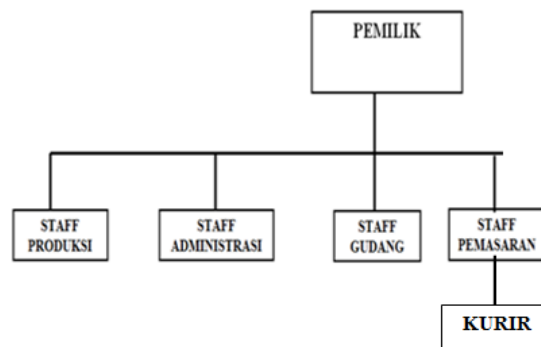 PEMILIK
STAFF
PRODUKSI
STAFF
ADMINISTRASI
STAFF
GUDANG
STAFF
PEMASARAN
KURIR